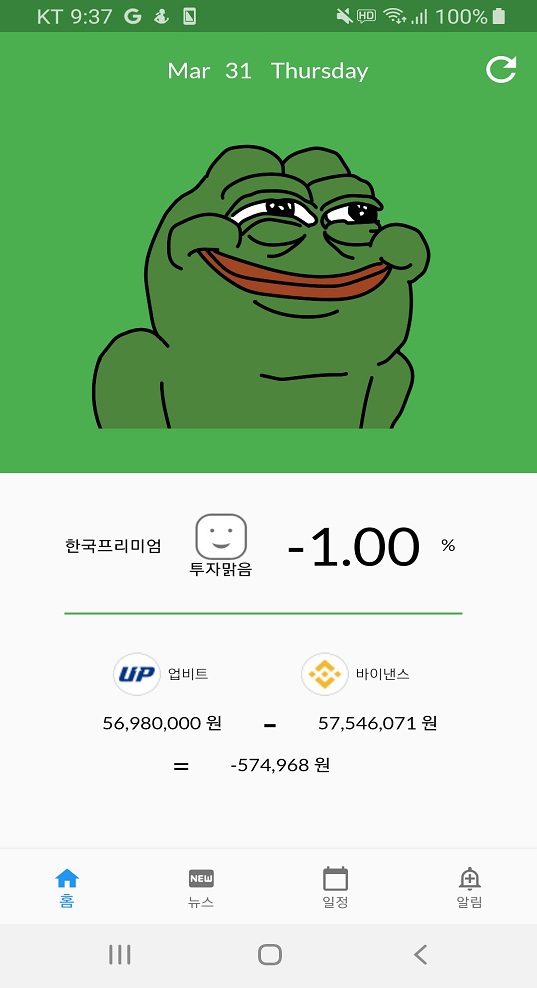 KT 9:37 G HD 100%
Mar 31 Thursday
한국프리미엄 투자맑음 -1.00 %
UP 업비트 바이낸스
56,980,000 원 - 57,546,071 원
= -574,968 원
NEW
홈 뉴스 일정 알림